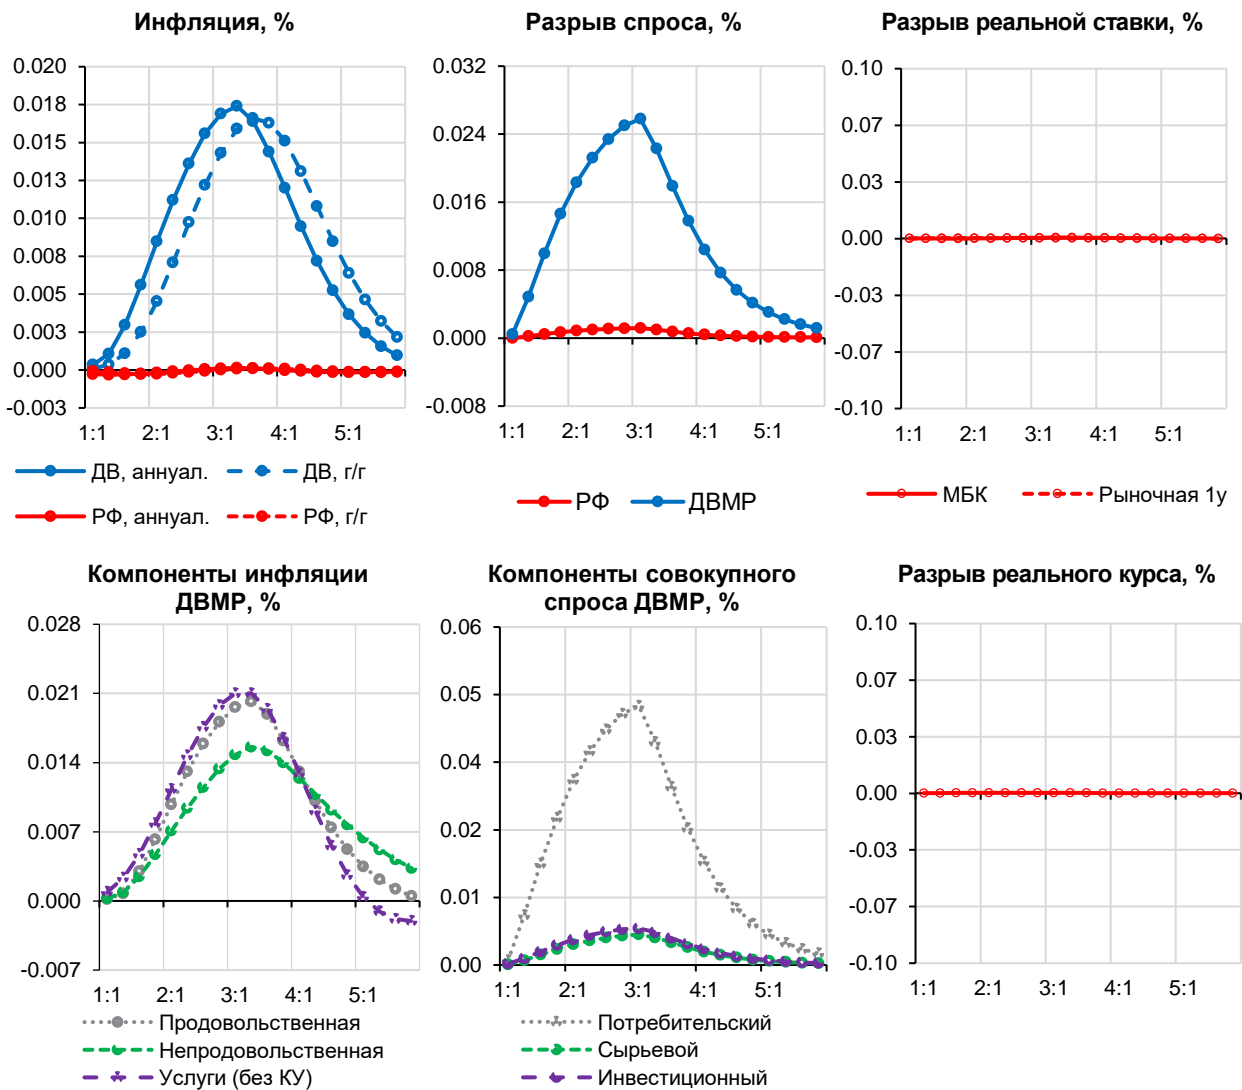 Инфляция, %
0.020
0.018
0.015
0.013
0.010
0.008
0.005
0.003
0.000
-0.003
1:1 2:1 3:1 4:1 5:1
ДВ, аннуал. ДВ, г/г
РФ, аннуал. РФ, г/г
Разрыв спроса, %
0.032
0.024
0.016
0.008
0.000
-0.008
1:1 2:1 3:1 4:1 5:1
РФ ДВМР
Разрыв реальной ставки, %
0.10
0.07
0.03
0.00
-0.03
-0.07
-0.10
1:1 2:1 3:1 4:1 5:1
МБК Рыночная 1y
Компоненты инфляции
ДВМР, %
0.028
0.021
0.014
0.007
0.000
-0.007
1:1 2:1 3:1 4:1 5:1
Продовольственная
Непродовольственная
Услуги (без КУ)
Компоненты совокупного
спроса ДВМР, %
0.06
0.05
0.04
0.02
0.01
0.00
1:1 2:1 3:1 4:1 5:1
Потребительский
Сырьевой
Инвестиционный
Разрыв реального курса, %
0.10
0.07
0.03
0.00
-0.03
-0.07
-0.10
1:1 2:1 3:1 4:1 5:1